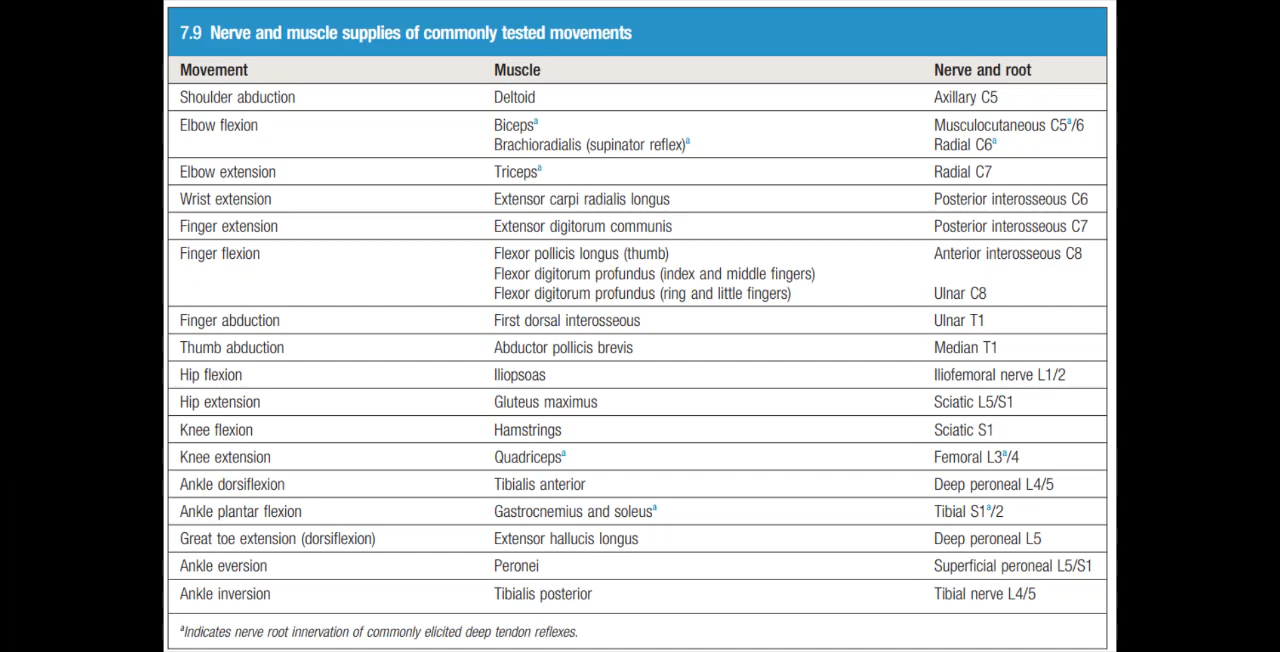 7.9 Nerve and muscle supplies of commonly tested movements
Movement Muscle Nerve and root
Shoulder abduction Deltoid Axillary C5
Elbow flexion Bicepsᵃ Musculocutaneous C5ᵃ/6
Brachioradialis (supinator reflex)ᵃ Radial C6ᵃ
Elbow extension Tricepsᵃ Radial C7
Wrist extension Extensor carpi radialis longus Posterior interosseous C6
Finger extension Extensor digitorum communis Posterior interosseous C7
Finger flexion Flexor pollicis longus (thumb) Anterior interosseous C8
Flexor digitorum profundus (index and middle fingers)
Flexor digitorum profundus (ring and little fingers) Ulnar C8
Finger abduction First dorsal interosseous Ulnar T1
Thumb abduction Abductor pollicis brevis Median T1
Hip flexion Iliopsoas Iliofemoral nerve L1/2
Hip extension Gluteus maximus Sciatic L5/S1
Knee flexion Hamstrings Sciatic S1
Knee extension Quadricepsᵃ Femoral L3ᵃ/4
Ankle dorsiflexion Tibialis anterior Deep peroneal L4/5
Ankle plantar flexion Gastrocnemius and soleusᵃ Tibial S1ᵃ/2
Great toe extension (dorsiflexion) Extensor hallucis longus Deep peroneal L5
Ankle eversion Peronei Superficial peroneal L5/S1
Ankle inversion Tibialis posterior Tibial nerve L4/5
ᵃIndicates nerve root innervation of commonly elicited deep tendon reflexes.